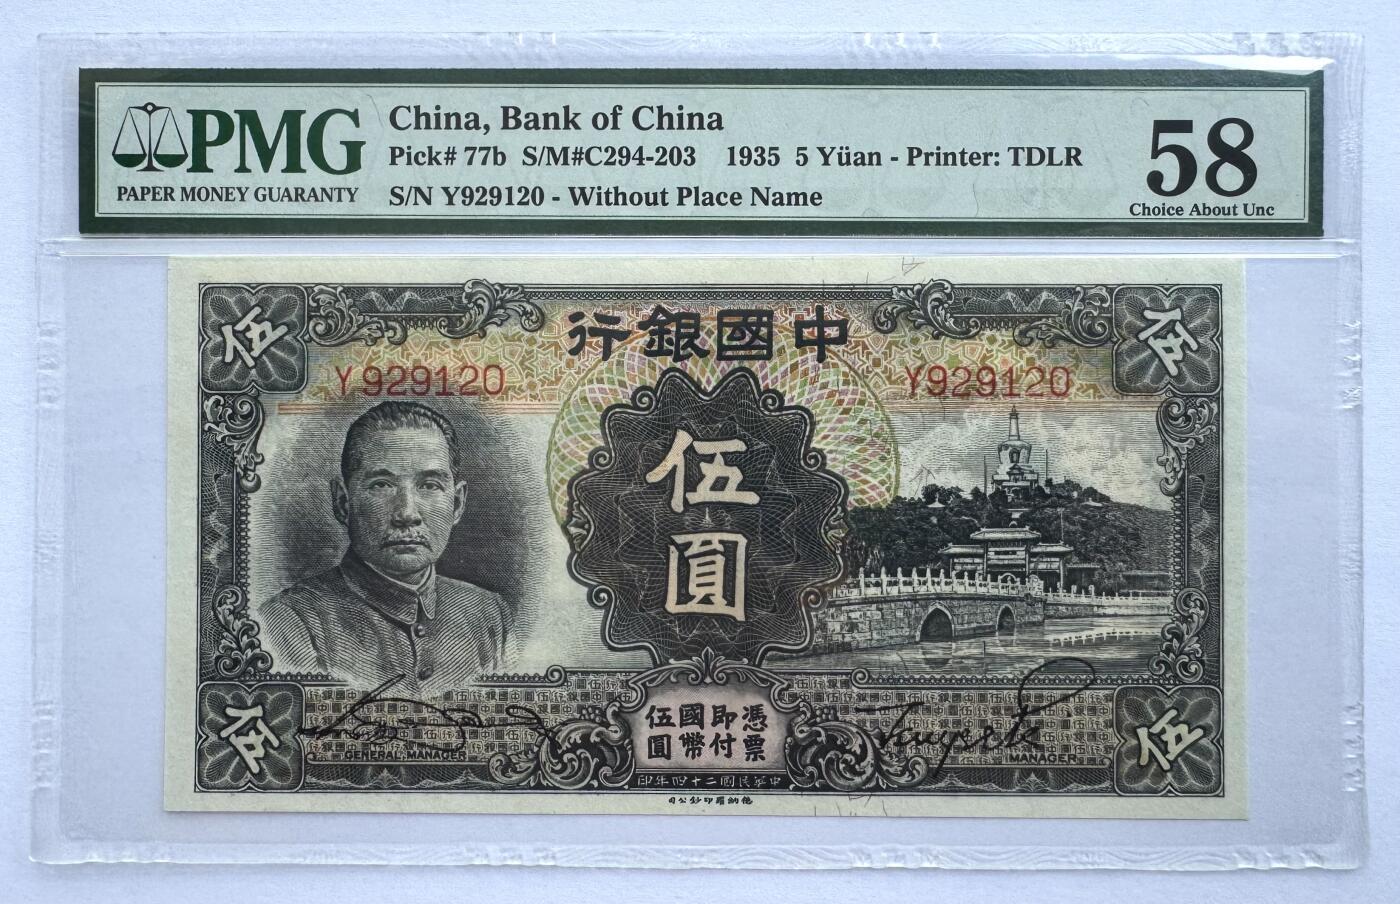 PMG
PAPER MONEY GUARANTY
China, Bank of China
Pick# 77b S/M#C294-203 1935 5 Yüan - Printer: TDLR
S/N Y929120 - Without Place Name
58
Choice About Unc
伍
行銀國中
伍
Y929120
Y929120
伍
圓
伍
憑票
即付
國幣
伍圓
伍
GENERAL MANAGER
MANAGER
印年四十二國民華中
司公鈔印羅納德